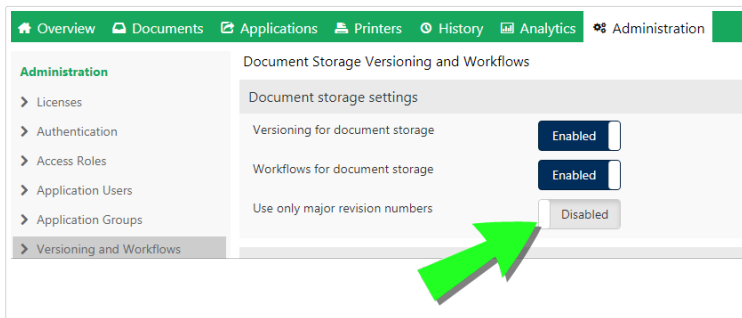 Overview Documents Applications Printers History Analytics Administration
Administration
Licenses
Authentication
Access Roles
Application Users
Application Groups
Versioning and Workflows
Document Storage Versioning and Workflows
Document storage settings
Versioning for document storage Enabled
Workflows for document storage Enabled
Use only major revision numbers Disabled